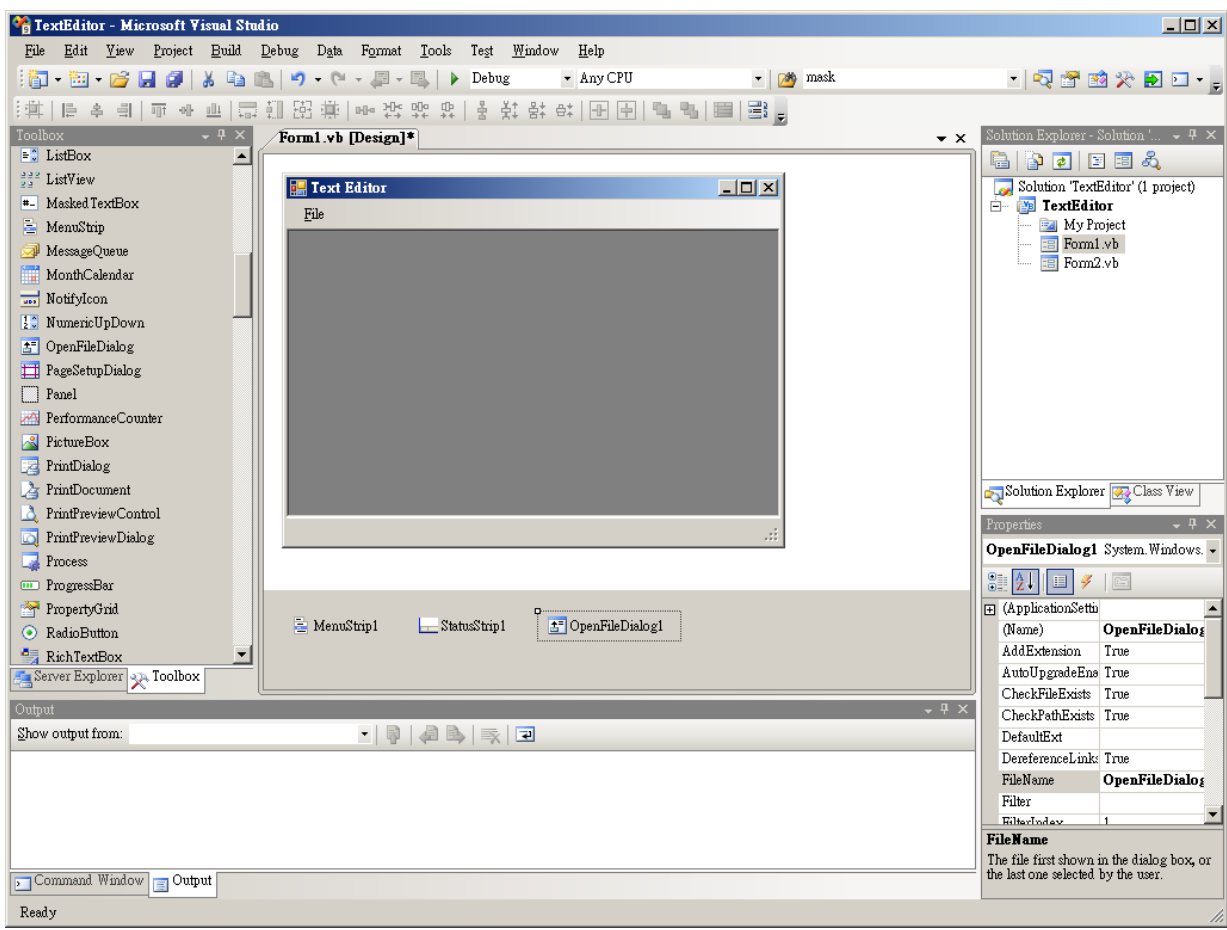 TextEditor - Microsoft Visual Studio
File Edit View Project Build Debug Data Format Tools Test Window Help
Debug Any CPU mask
Toolbox
ListBox
ListView
MaskedTextBox
MenuStrip
MessageQueue
MonthCalendar
NotifyIcon
NumericUpDown
OpenFileDialog
PageSetupDialog
Panel
PerformanceCounter
PictureBox
PrintDialog
PrintDocument
PrintPreviewControl
PrintPreviewDialog
Process
ProgressBar
PropertyGrid
RadioButton
RichTextBox
Server Explorer Toolbox
Form1.vb [Design]*
Text Editor
File
MenuStrip1 StatusStrip1 OpenFileDialog1
Solution Explorer - Solution '...
Solution 'TextEditor' (1 project)
TextEditor
My Project
Form1.vb
Form2.vb
Solution Explorer Class View
Properties
OpenFileDialog1 System.Windows.
(ApplicationSettin
(Name) OpenFileDialog
AddExtension True
AutoUpgradeEna True
CheckFileExists True
CheckPathExists True
DefaultExt
DereferenceLinks True
FileName OpenFileDialog
Filter
FilterIndex 1
FileName
The file first shown in the dialog box, or
the last one selected by the user.
Output
Show output from:
Command Window Output
Ready